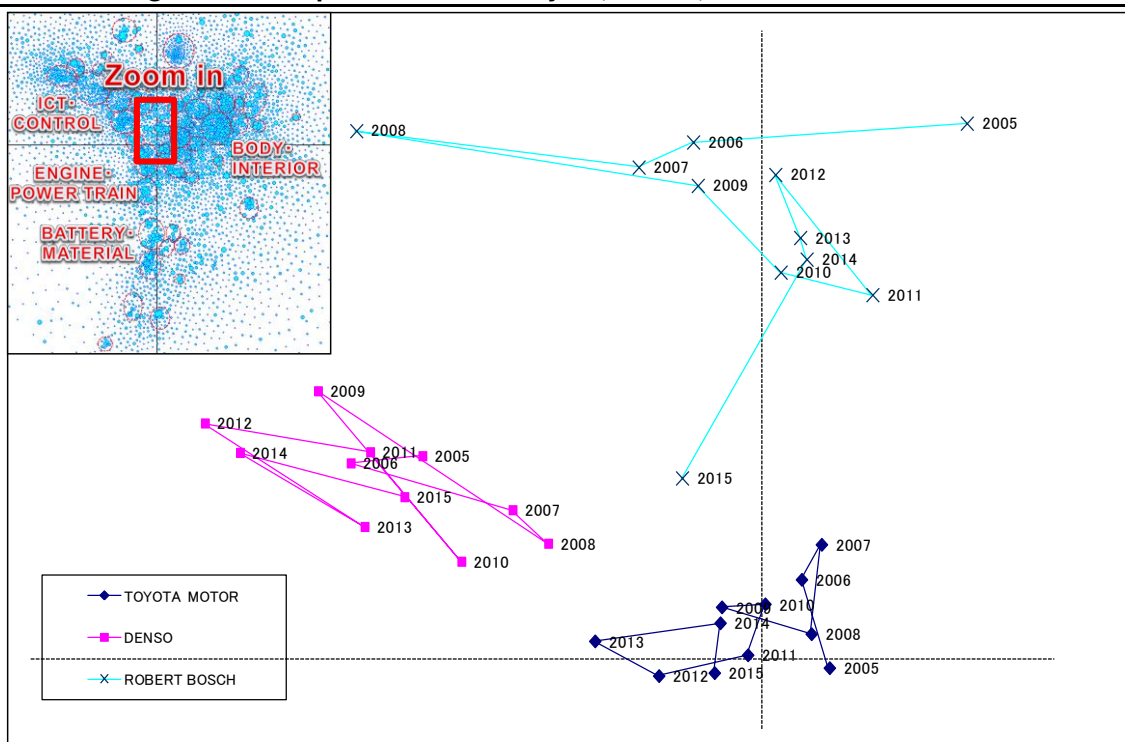 Zoom in
ICT・
CONTROL
BODY・
INTERIOR
ENGINE・
POWER TRAIN
BATTERY・
MATERIAL
2008
2006
2005
2007
2009
2012
2013
2014
2010
2011
2015
2009
2012
2014
2011
2006
2005
2015
2007
2013
2008
2010
2007
2006
2009
2010
2014
2008
2013
2011
2012
2015
2005
TOYOTA MOTOR
DENSO
ROBERT BOSCH